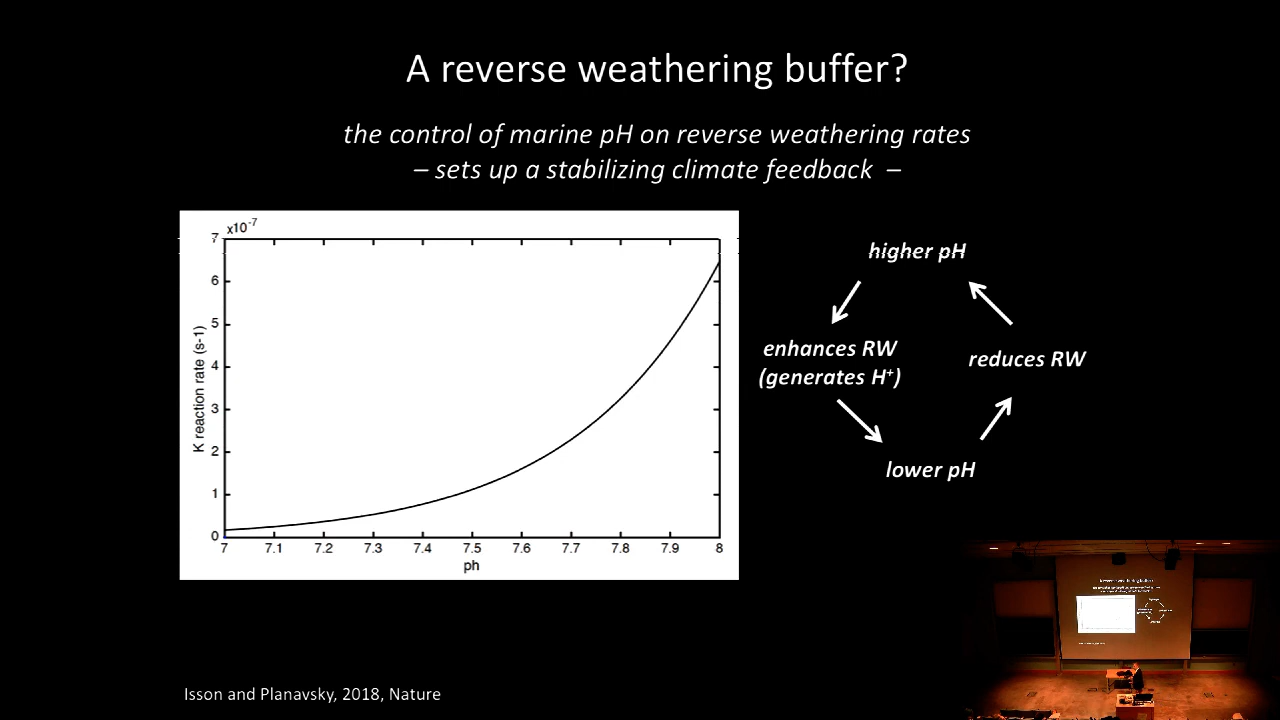 A reverse weathering buffer?
the control of marine pH on reverse weathering rates
– sets up a stabilizing climate feedback –
x10⁻⁷
7
6
5
4
3
2
1
0
K reaction rate (s-1)
7 7.1 7.2 7.3 7.4 7.5 7.6 7.7 7.8 7.9 8
ph
higher pH
enhances RW
(generates H⁺)
reduces RW
lower pH
Isson and Planavsky, 2018, Nature
A reverse weathering buffer?